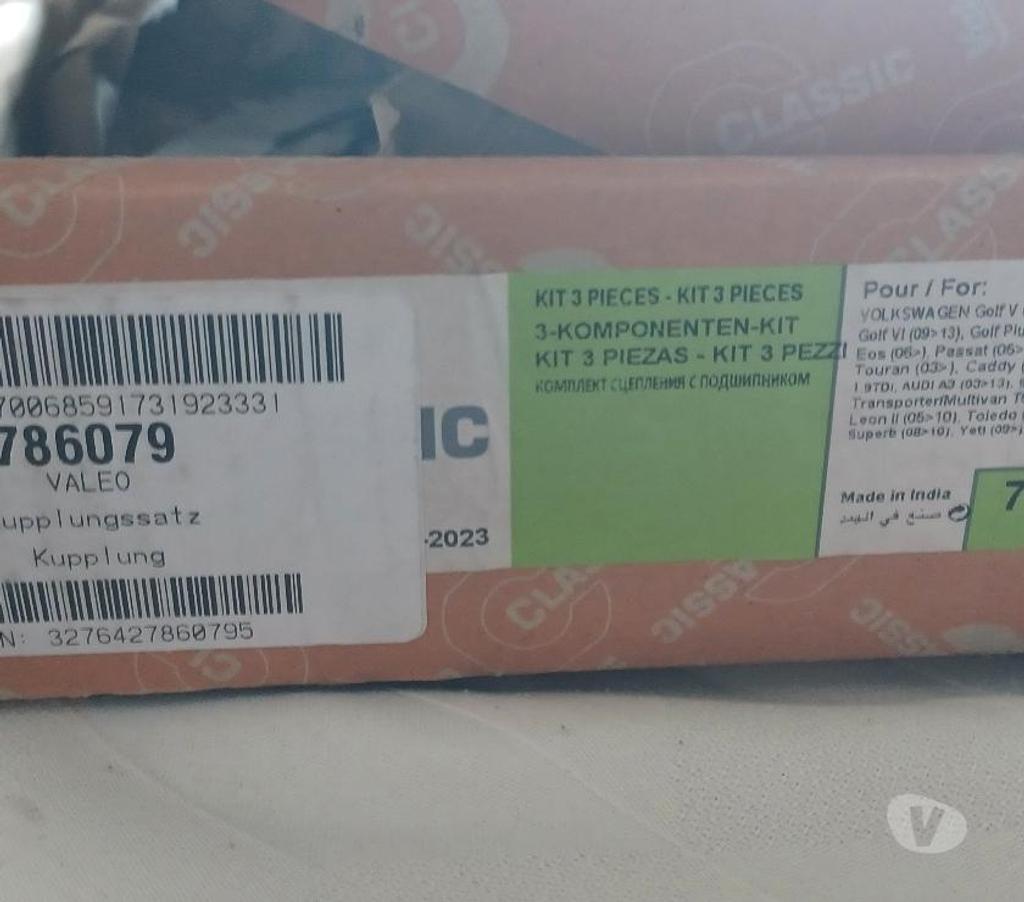 CLASSIC
70068591731923331
786079
VALEO
upplungssatz
Kupplung
N: 3276427860795
IC
-2023
KIT 3 PIECES - KIT 3 PIECES
3-KOMPONENTEN-KIT
KIT 3 PIEZAS - KIT 3 PEZZI
КОМПЛЕКТ СЦЕПЛЕНИЯ С ПОДШИПНИКОМ
Pour / For:
VOLKSWAGEN Golf V
Golf VI (09>13), Golf Plu
Eos (06>), Passat (05>
Touran (03>), Caddy (
1.9TDI, AUDI A3 (03>13),
Transporter/Multivan T5
Leon II (05>10), Toledo
Superb (08>10), Yeti (09>)
Made in India
صنع في الهند
7
V